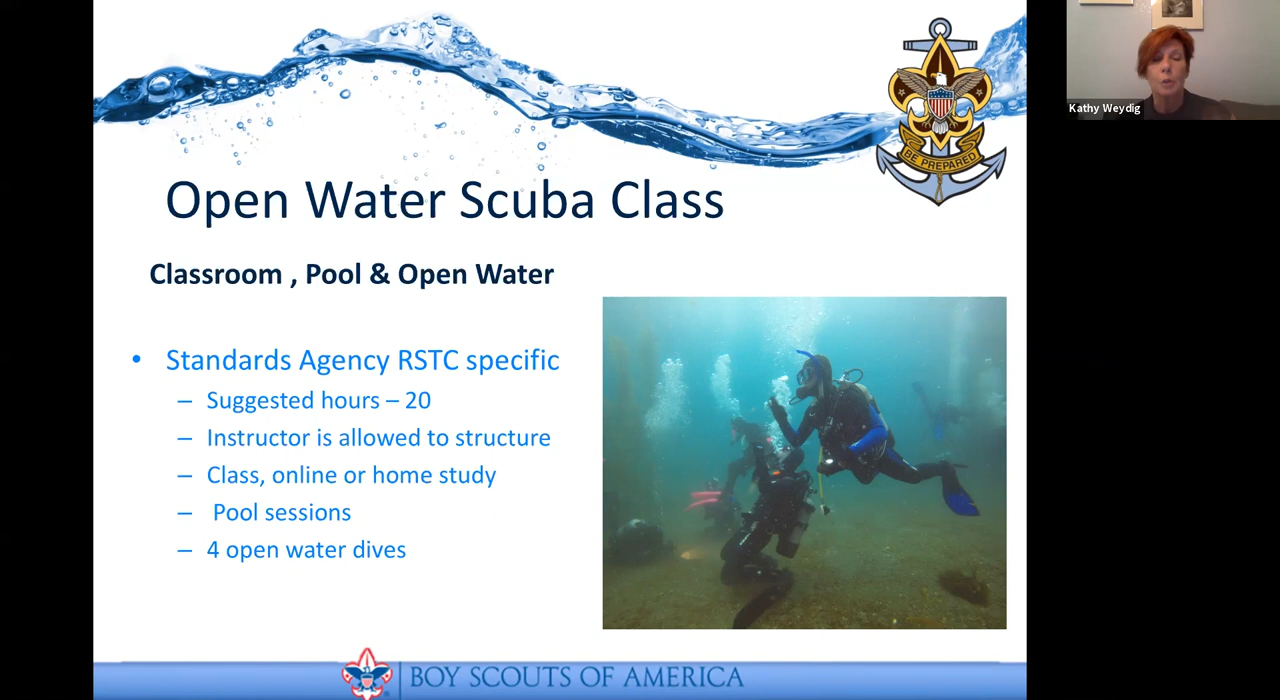 BE PREPARED
Kathy Weydig
Open Water Scuba Class
Classroom , Pool & Open Water
• Standards Agency RSTC specific
– Suggested hours – 20
– Instructor is allowed to structure
– Class, online or home study
– Pool sessions
– 4 open water dives
BOY SCOUTS OF AMERICA